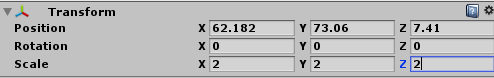 Transform
Position X 62.182 Y 73.06 Z 7.41
Rotation X 0 Y 0 Z 0
Scale X 2 Y 2 Z 2